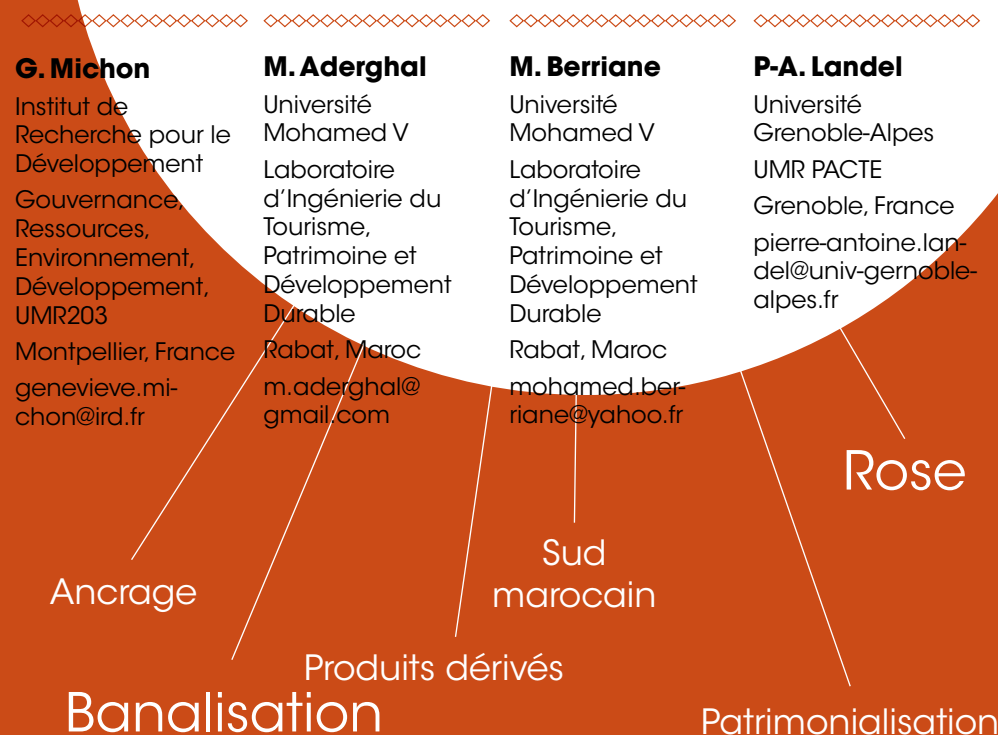 G. Michon
Institut de
Recherche pour le
Développement
Gouvernance,
Ressources,
Environnement,
Développement,
UMR203
Montpellier, France
genevieve.mi-
chon@ird.fr
M. Aderghal
Université
Mohamed V
Laboratoire
d’Ingénierie du
Tourisme,
Patrimoine et
Développement
Durable
Rabat, Maroc
m.aderghal@
gmail.com
M. Berriane
Université
Mohamed V
Laboratoire
d’Ingénierie du
Tourisme,
Patrimoine et
Développement
Durable
Rabat, Maroc
mohamed.ber-
riane@yahoo.fr
P-A. Landel
Université
Grenoble-Alpes
UMR PACTE
Grenoble, France
pierre-antoine.lan-
del@univ-gernoble-
alpes.fr
Rose
Sud
marocain
Ancrage
Produits dérivés
Banalisation
Patrimonialisation